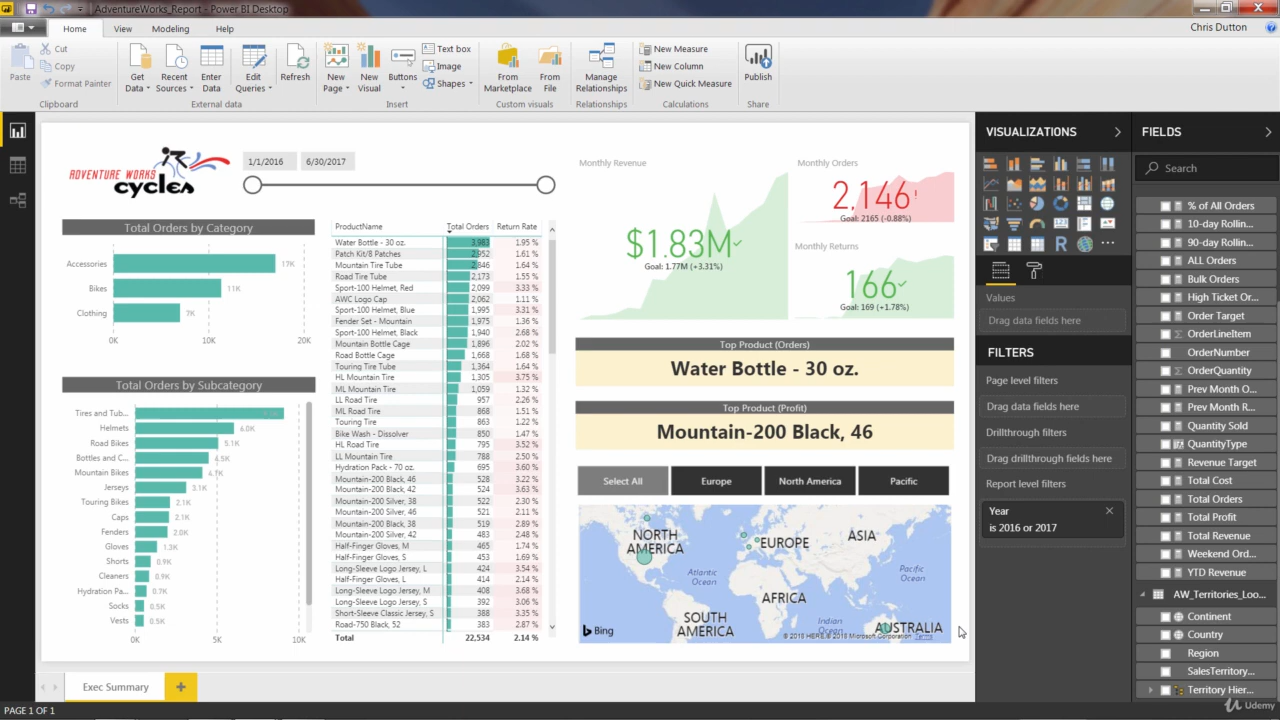 AdventureWorks_Report - Power BI Desktop
Home View Modeling Help
Chris Dutton
Paste
Cut
Copy
Format Painter
Clipboard
Get Data
Recent Sources
Enter Data
Edit Queries
Refresh
External data
New Page
New Visual
Buttons
Text box
Image
Shapes
Insert
From Marketplace
From File
Custom visuals
Manage Relationships
Relationships
New Measure
New Column
New Quick Measure
Calculations
Publish
Share
ADVENTURE WORKS
cycles
1/1/2016 6/30/2017
Total Orders by Category
Accessories 17K
Bikes 11K
Clothing 7K
0K 10K 20K
Total Orders by Subcategory
Tires and Tub...
Helmets 6.0K
Road Bikes 5.1K
Bottles and C... 4.5K
Mountain Bikes 4.1K
Jerseys 3.1K
Touring Bikes 2.1K
Caps 2.1K
Fenders 2.0K
Gloves 1.3K
Shorts 0.9K
Cleaners 0.9K
Hydration Pa... 0.7K
Socks 0.5K
Vests 0.5K
0K 5K 10K
ProductName Total Orders Return Rate
Water Bottle - 30 oz. 3,983 1.95 %
Patch Kit/8 Patches 2,952 1.61 %
Mountain Tire Tube 2,846 1.64 %
Road Tire Tube 2,173 1.55 %
Sport-100 Helmet, Red 2,099 3.33 %
AWC Logo Cap 2,062 1.11 %
Sport-100 Helmet, Blue 1,995 3.31 %
Fender Set - Mountain 1,975 1.36 %
Sport-100 Helmet, Black 1,940 2.68 %
Mountain Bottle Cage 1,896 2.02 %
Road Bottle Cage 1,668 1.68 %
Touring Tire Tube 1,364 1.64 %
HL Mountain Tire 1,305 3.75 %
ML Mountain Tire 1,059 1.32 %
LL Road Tire 957 2.26 %
ML Road Tire 868 1.51 %
Touring Tire 863 1.22 %
Bike Wash - Dissolver 850 1.47 %
HL Road Tire 795 3.52 %
LL Mountain Tire 788 2.50 %
Hydration Pack - 70 oz. 695 3.60 %
Mountain-200 Black, 46 528 3.22 %
Mountain-200 Black, 42 524 3.63 %
Mountain-200 Silver, 38 522 2.30 %
Mountain-200 Silver, 46 521 2.11 %
Mountain-200 Black, 38 519 2.89 %
Mountain-200 Silver, 42 483 2.48 %
Half-Finger Gloves, M 465 1.74 %
Half-Finger Gloves, S 453 1.69 %
Long-Sleeve Logo Jersey, L 424 3.54 %
Half-Finger Gloves, L 414 2.14 %
Long-Sleeve Logo Jersey, M 408 3.68 %
Long-Sleeve Logo Jersey, S 392 3.06 %
Short-Sleeve Classic Jersey, S 388 3.35 %
Road-750 Black, 52 383 2.87 %
Total 22,534 2.14 %
Monthly Revenue
$1.83M
Goal: 1.77M (+3.31%)
Monthly Orders
2,146!
Goal: 2165 (-0.88%)
Monthly Returns
166
Goal: 169 (+1.78%)
Top Product (Orders)
Water Bottle - 30 oz.
Top Product (Profit)
Mountain-200 Black, 46
Select All Europe North America Pacific
NORTH AMERICA
EUROPE
ASIA
Atlantic Ocean
Pacific Ocean
AFRICA
SOUTH AMERICA
Indian Ocean
AUSTRALIA
Bing
© 2018 HERE, © 2018 Microsoft Corporation
Exec Summary
PAGE 1 OF 1
VISUALIZATIONS
R
Values
Drag data fields here
FILTERS
Page level filters
Drag data fields here
Drillthrough filters
Drag drillthrough fields here
Report level filters
Year
is 2016 or 2017
FIELDS
Search
% of All Orders
10-day Rollin...
90-day Rollin...
ALL Orders
Bulk Orders
High Ticket Or...
Order Target
OrderLineItem
OrderNumber
OrderQuantity
Prev Month O...
Prev Month R...
Quantity Sold
QuantityType
Revenue Target
Total Cost
Total Orders
Total Profit
Total Revenue
Weekend Ord...
YTD Revenue
AW_Territories_Loo...
Continent
Country
Region
SalesTerritory...
Territory Hier...
Udemy